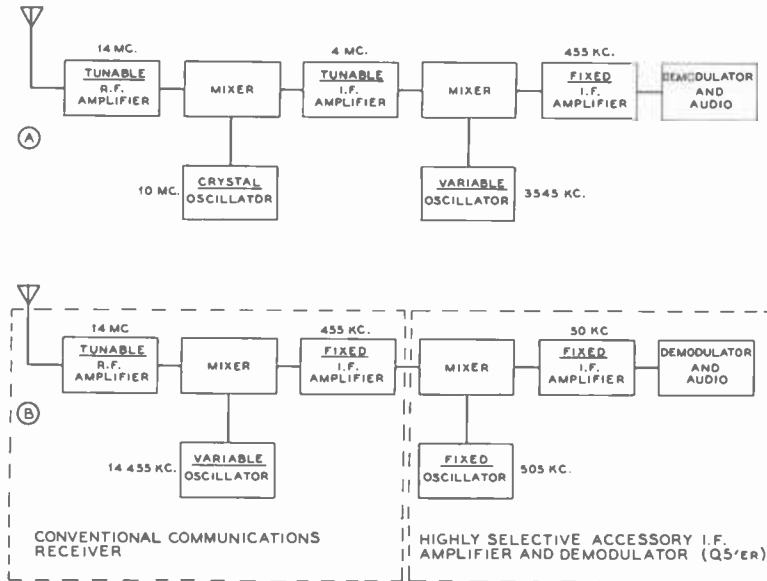 14 MC.
4 MC.
455 KC.
TUNABLE
R.F.
AMPLIFIER
MIXER
TUNABLE
I.F.
AMPLIFIER
MIXER
FIXED
I.F.
AMPLIFIER
DEMODULATOR
AND
AUDIO
A
10 MC.
CRYSTAL
OSCILLATOR
VARIABLE
OSCILLATOR
3545 KC.
14 MC
455 KC.
50 KC
TUNABLE
R.F.
AMPLIFIER
MIXER
FIXED
I.F.
AMPLIFIER
MIXER
FIXED
I.F.
AMPLIFIER
DEMODULATOR
AND
AUDIO
B
14 455 KC.
VARIABLE
OSCILLATOR
FIXED
OSCILLATOR
505 KC.
CONVENTIONAL COMMUNICATIONS
RECEIVER
HIGHLY SELECTIVE ACCESSORY I.F.
AMPLIFIER AND DEMODULATOR (Q5'ER)